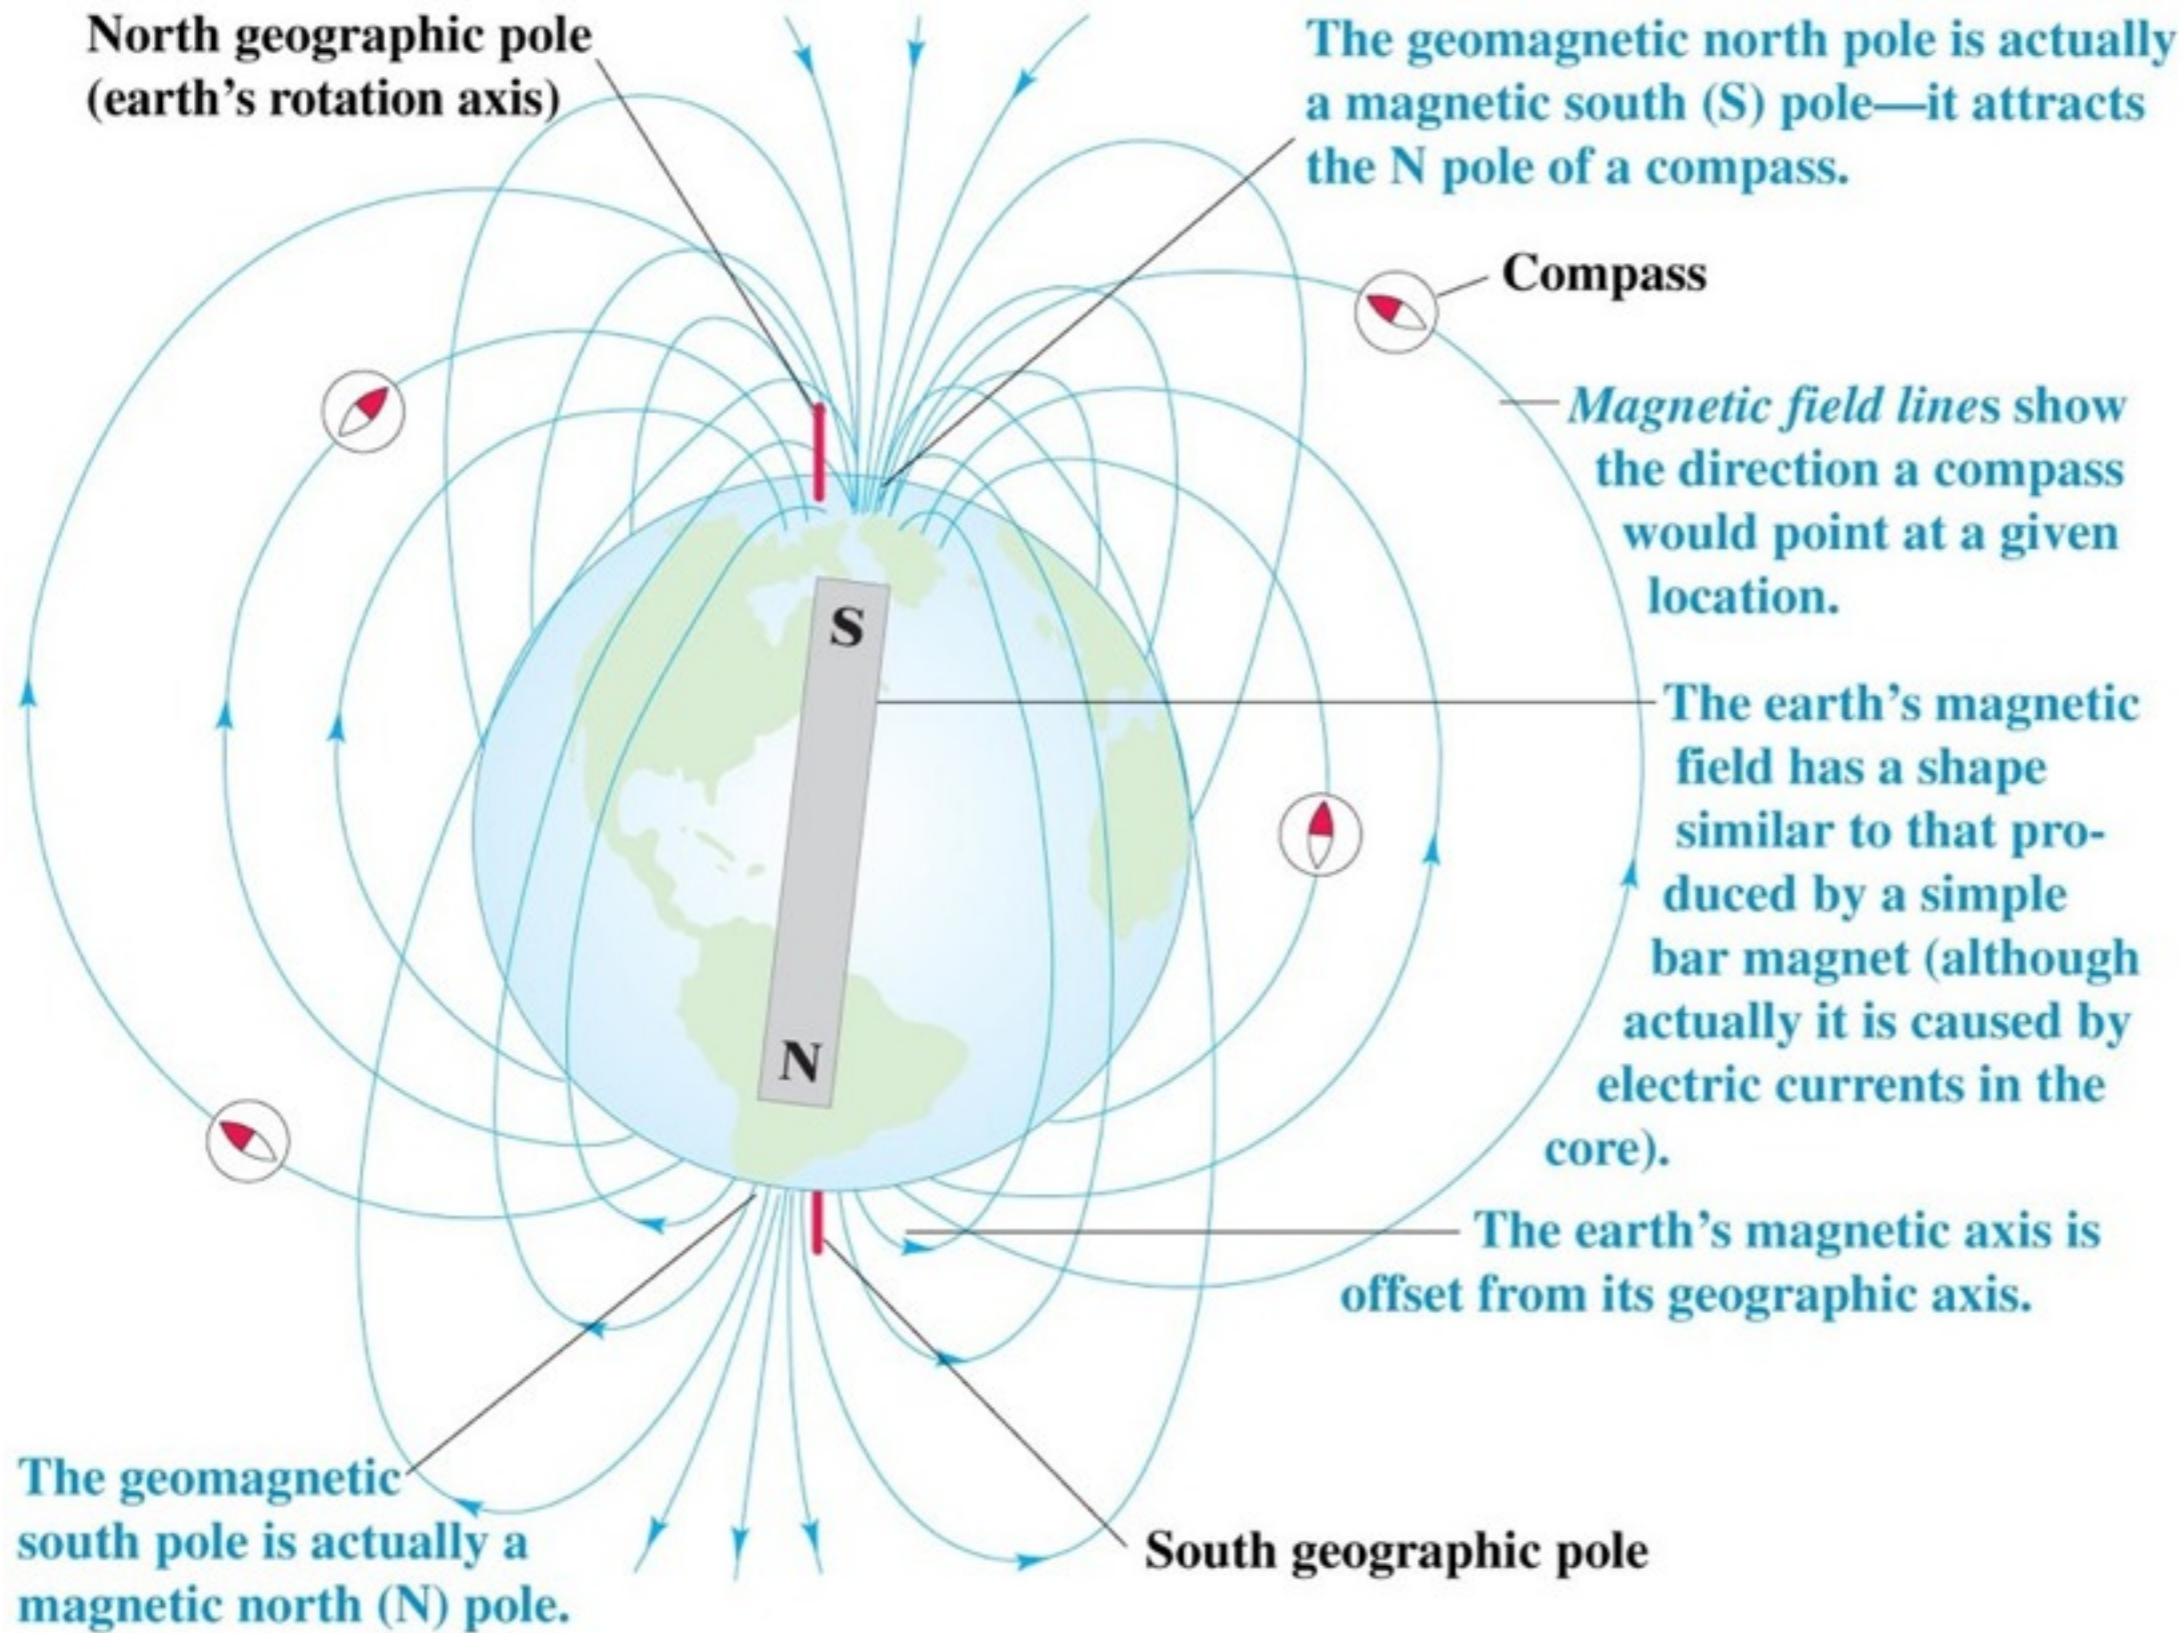 North geographic pole
(earth's rotation axis)
The geomagnetic north pole is actually
a magnetic south (S) pole—it attracts
the N pole of a compass.
Compass
Magnetic field lines show
the direction a compass
would point at a given
location.
S
The earth's magnetic
field has a shape
similar to that pro-
duced by a simple
bar magnet (although
actually it is caused by
electric currents in the
core).
N
The earth's magnetic axis is
offset from its geographic axis.
The geomagnetic
south pole is actually a
magnetic north (N) pole.
South geographic pole